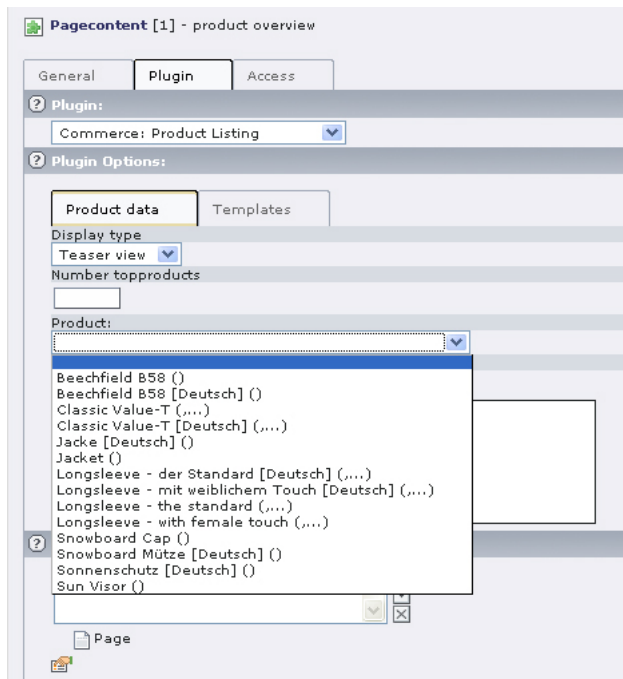 Pagecontent [1] - product overview
General Plugin Access
Plugin:
Commerce: Product Listing
Plugin Options:
Product data Templates
Display type
Teaser view
Number topproducts
Product:
Beechfield B58 ()
Beechfield B58 [Deutsch] ()
Classic Value-T (,...)
Classic Value-T [Deutsch] (,...)
Jacke [Deutsch] ()
Jacket ()
Longsleeve - der Standard [Deutsch] (,...)
Longsleeve - mit weiblichem Touch [Deutsch] (,...)
Longsleeve - the standard (,...)
Longsleeve - with female touch (,...)
Snowboard Cap ()
Snowboard Mütze [Deutsch] ()
Sonnenschutz [Deutsch] ()
Sun Visor ()
Page